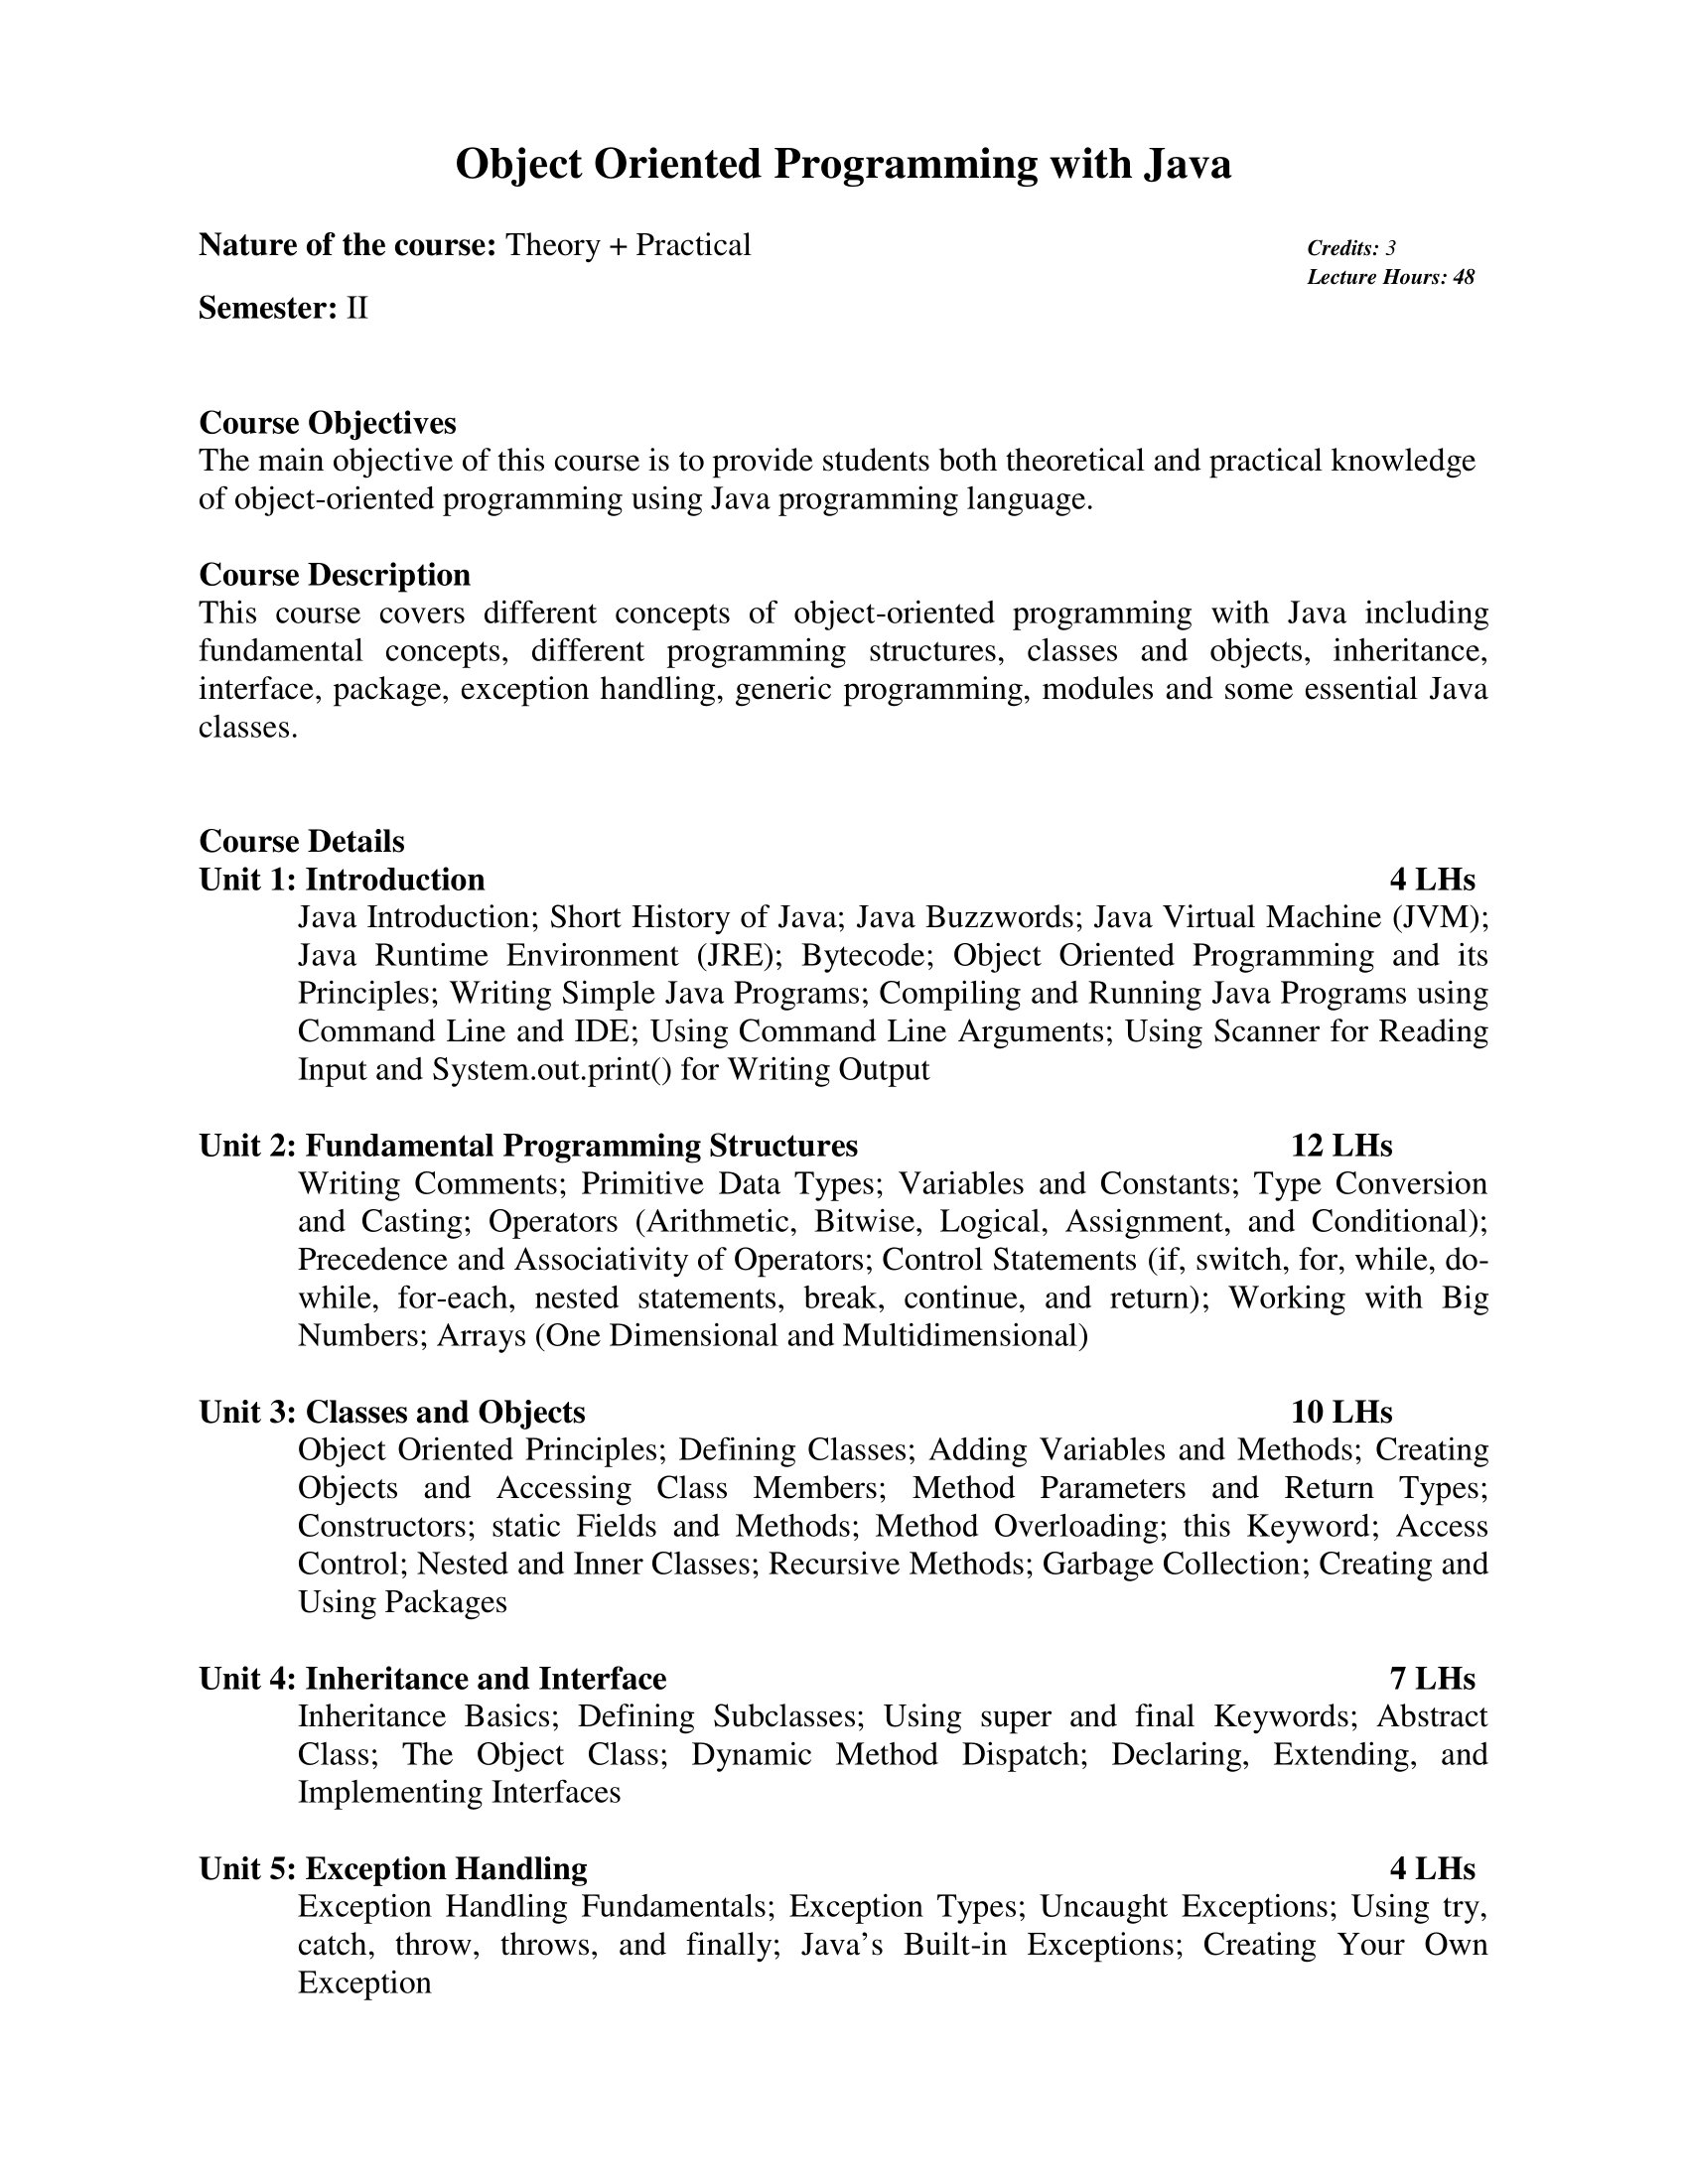 Object Oriented Programming with Java
Nature of the course: Theory + Practical
Credits: 3
Lecture Hours: 48
Semester: II
Course Objectives
The main objective of this course is to provide students both theoretical and practical knowledge
of object-oriented programming using Java programming language.
Course Description
This course covers different concepts of object-oriented programming with Java including
fundamental concepts, different programming structures, classes and objects, inheritance,
interface, package, exception handling, generic programming, modules and some essential Java
classes.
Course Details
Unit 1: Introduction 4 LHs
Java Introduction; Short History of Java; Java Buzzwords; Java Virtual Machine (JVM);
Java Runtime Environment (JRE); Bytecode; Object Oriented Programming and its
Principles; Writing Simple Java Programs; Compiling and Running Java Programs using
Command Line and IDE; Using Command Line Arguments; Using Scanner for Reading
Input and System.out.print() for Writing Output
Unit 2: Fundamental Programming Structures 12 LHs
Writing Comments; Primitive Data Types; Variables and Constants; Type Conversion
and Casting; Operators (Arithmetic, Bitwise, Logical, Assignment, and Conditional);
Precedence and Associativity of Operators; Control Statements (if, switch, for, while, do-
while, for-each, nested statements, break, continue, and return); Working with Big
Numbers; Arrays (One Dimensional and Multidimensional)
Unit 3: Classes and Objects 10 LHs
Object Oriented Principles; Defining Classes; Adding Variables and Methods; Creating
Objects and Accessing Class Members; Method Parameters and Return Types;
Constructors; static Fields and Methods; Method Overloading; this Keyword; Access
Control; Nested and Inner Classes; Recursive Methods; Garbage Collection; Creating and
Using Packages
Unit 4: Inheritance and Interface 7 LHs
Inheritance Basics; Defining Subclasses; Using super and final Keywords; Abstract
Class; The Object Class; Dynamic Method Dispatch; Declaring, Extending, and
Implementing Interfaces
Unit 5: Exception Handling 4 LHs
Exception Handling Fundamentals; Exception Types; Uncaught Exceptions; Using try,
catch, throw, throws, and finally; Java’s Built-in Exceptions; Creating Your Own
Exception